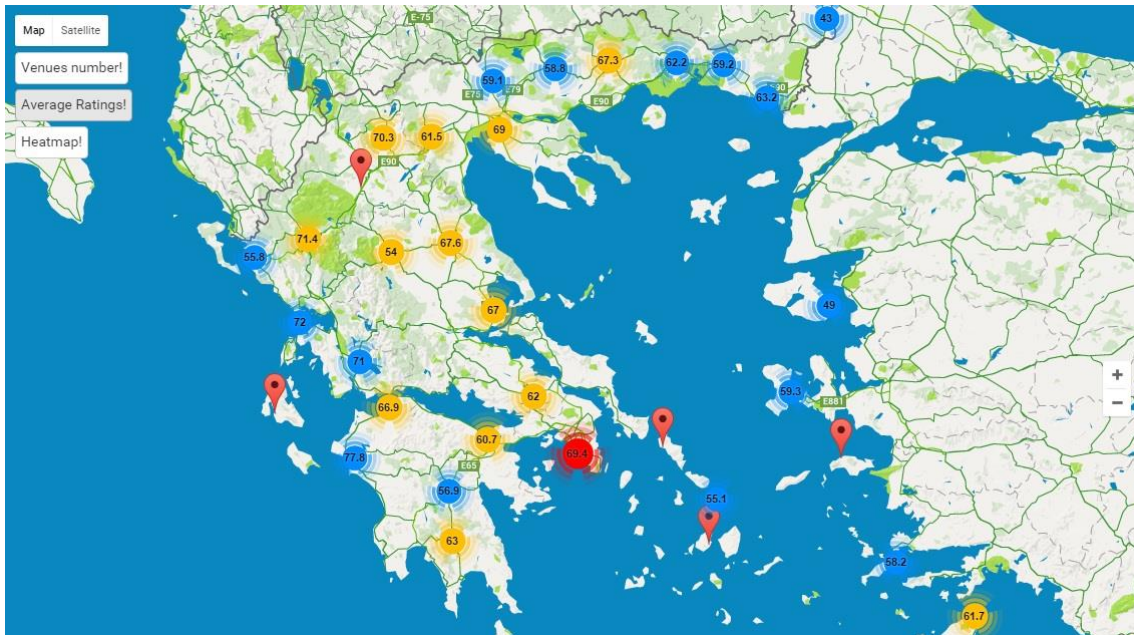 Map Satellite
Venues number!
Average Ratings!
Heatmap!
E-75
43
59.1
58.8
67.3
62.2
59.2
E75
E79
E90
E90
63.2
70.3
61.5
69
E90
71.4
55.8
54
67.6
67
49
72
71
+
−
59.3
E881
66.9
62
60.7
69.4
77.8
E65
56.9
55.1
63
58.2
61.7